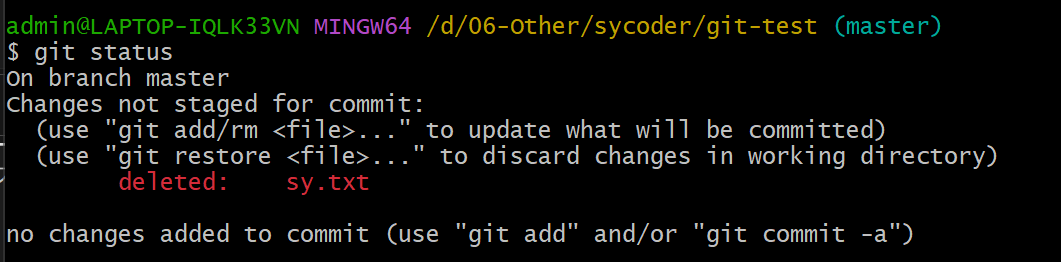 admin@LAPTOP-IQLK33VN MINGW64 /d/06-Other/sycoder/git-test (master)
$ git status
On branch master
Changes not staged for commit:
  (use "git add/rm <file>..." to update what will be committed)
  (use "git restore <file>..." to discard changes in working directory)
        deleted:    sy.txt

no changes added to commit (use "git add" and/or "git commit -a")